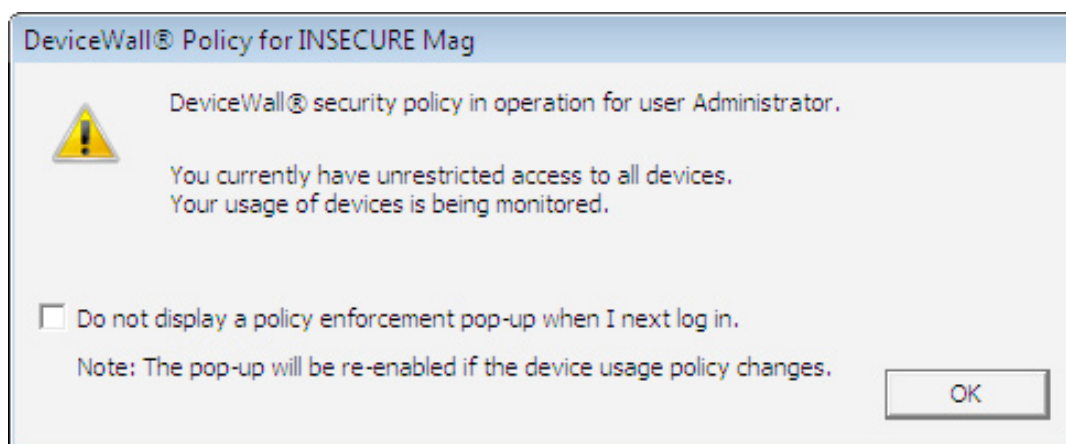 DeviceWall® Policy for INSECURE Mag
DeviceWall® security policy in operation for user Administrator.
You currently have unrestricted access to all devices.
Your usage of devices is being monitored.
Do not display a policy enforcement pop-up when I next log in.
Note: The pop-up will be re-enabled if the device usage policy changes.
OK